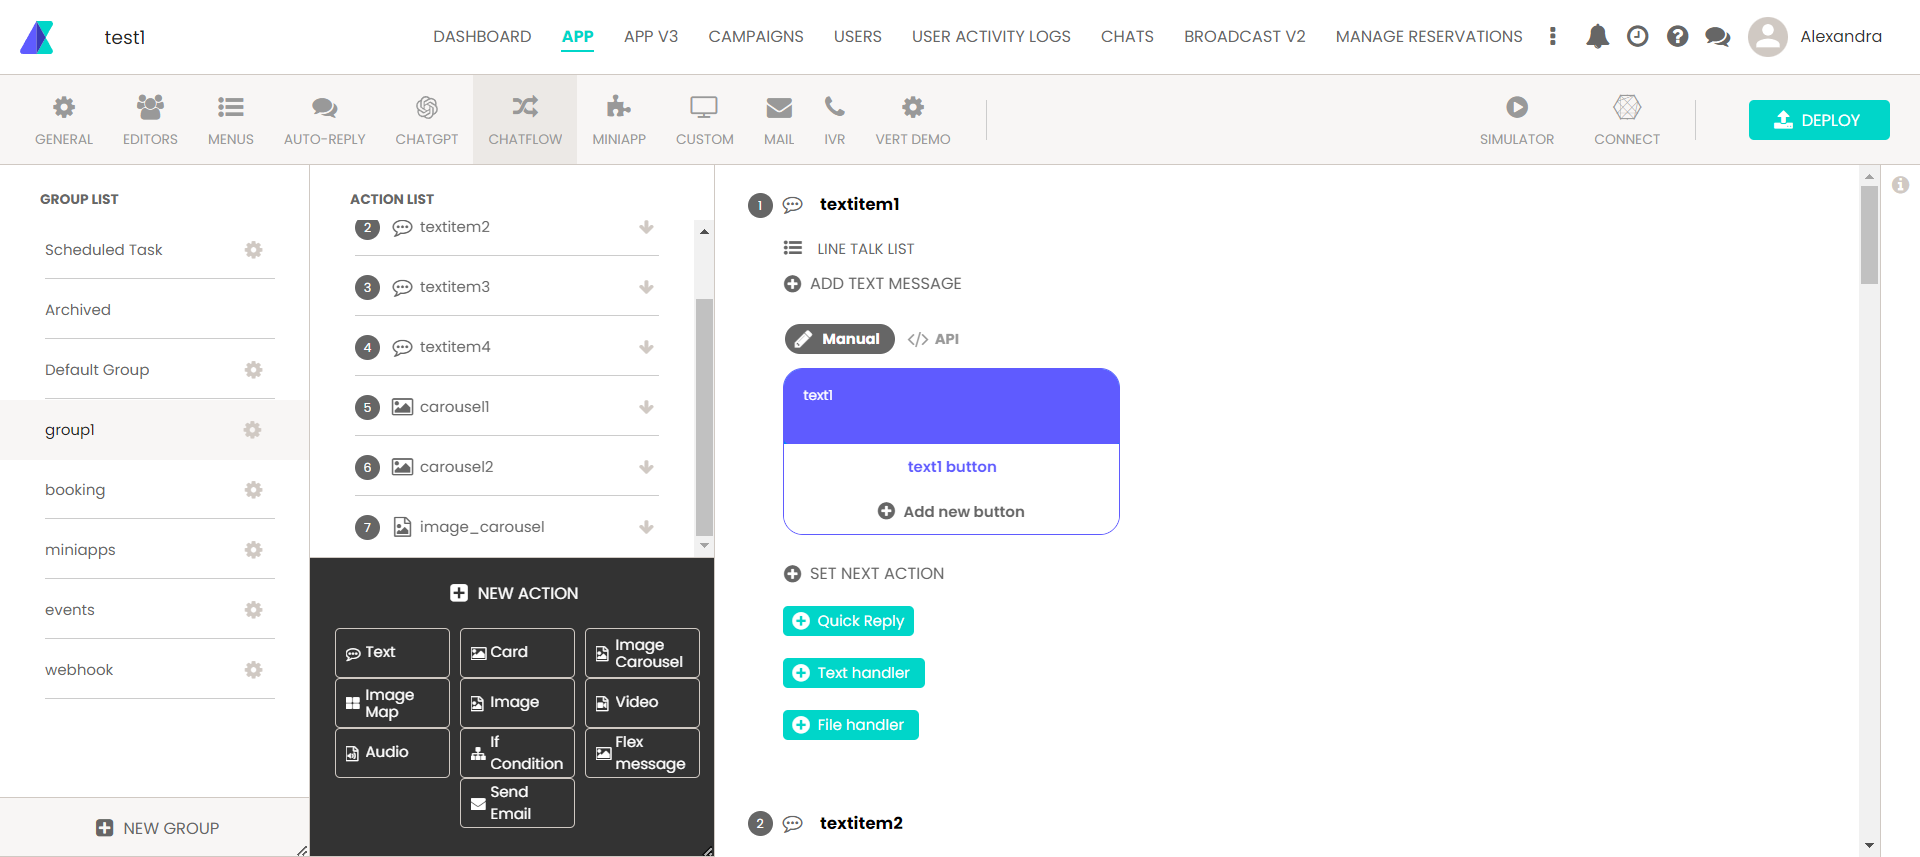 test1
DASHBOARD
APP
APP V3
CAMPAIGNS
USERS
USER ACTIVITY LOGS
CHATS
BROADCAST V2
MANAGE RESERVATIONS
Alexandra
GENERAL
EDITORS
MENUS
AUTO-REPLY
CHATGPT
CHATFLOW
MINIAPP
CUSTOM
MAIL
IVR
VERT DEMO
SIMULATOR
CONNECT
DEPLOY
GROUP LIST
Scheduled Task
Archived
Default Group
group1
booking
miniapps
events
webhook
NEW GROUP
ACTION LIST
2 textitem2
3 textitem3
4 textitem4
5 carousel1
6 carousel2
7 image_carousel
NEW ACTION
Text
Card
Image
Carousel
Image
Map
Image
Video
Audio
If
Condition
Flex
message
Send
Email
1 textitem1
LINE TALK LIST
ADD TEXT MESSAGE
Manual
</> API
text1
text1 button
Add new button
SET NEXT ACTION
Quick Reply
Text handler
File handler
2 textitem2